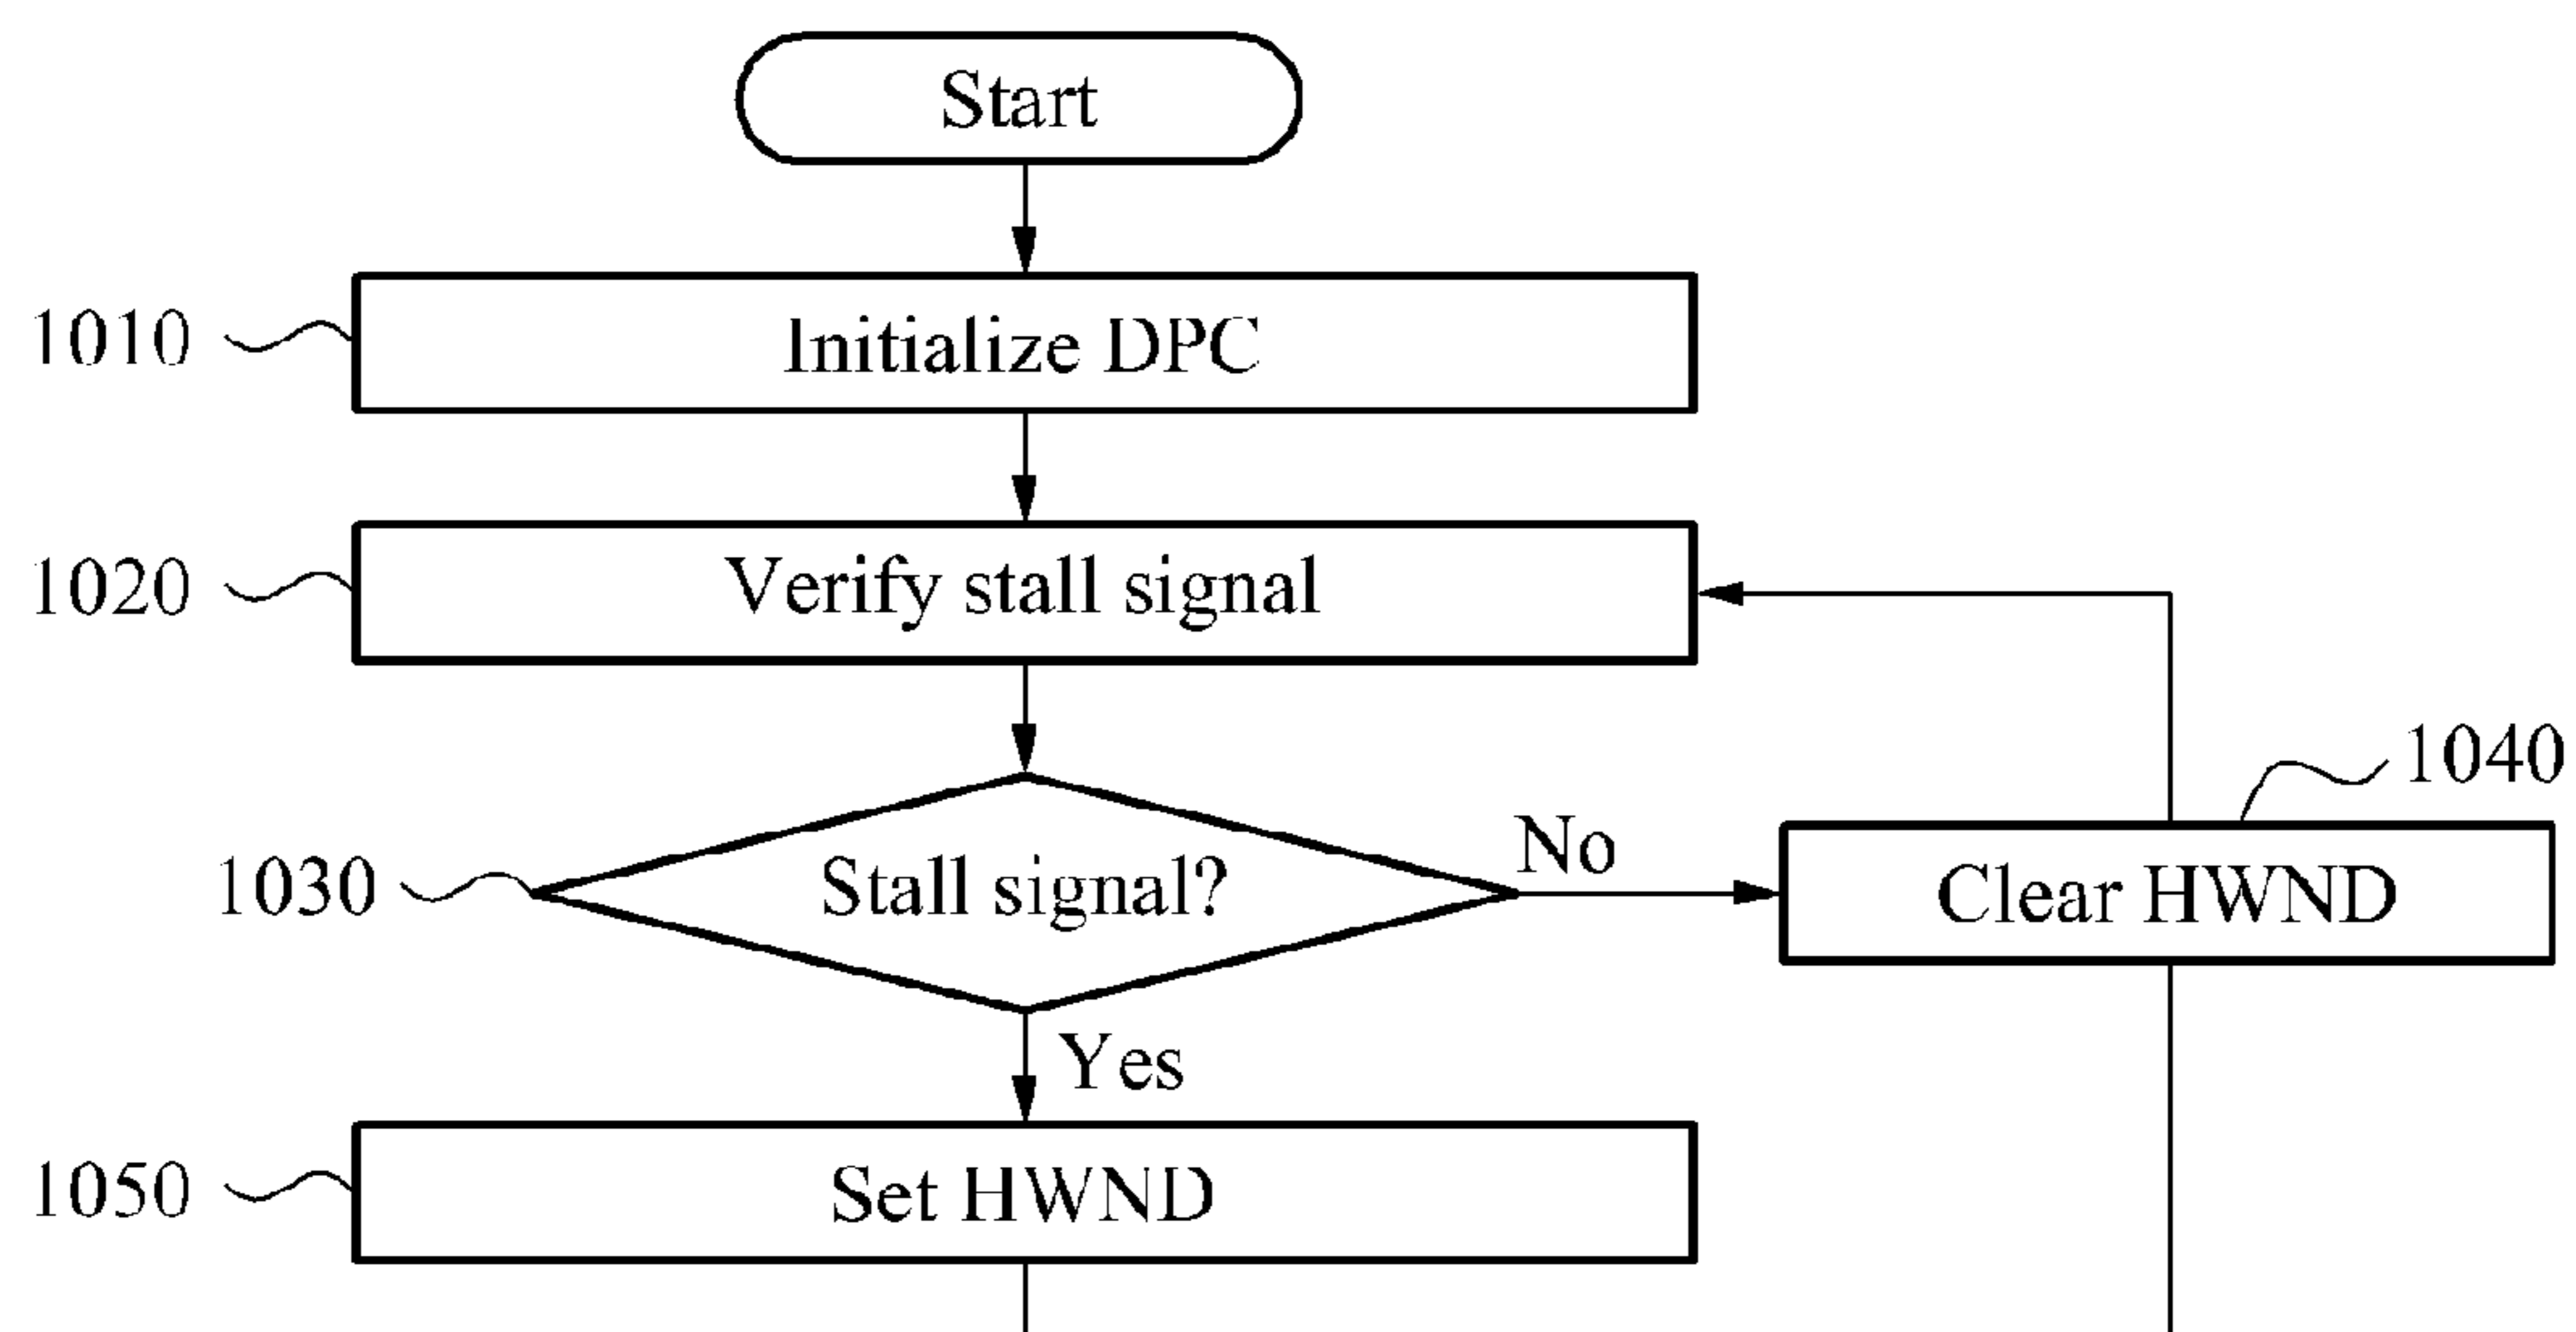 Start
1010
Initialize DPC
1020
Verify stall signal
1040
1030
Stall signal?
No
Clear HWND
Yes
1050
Set HWND